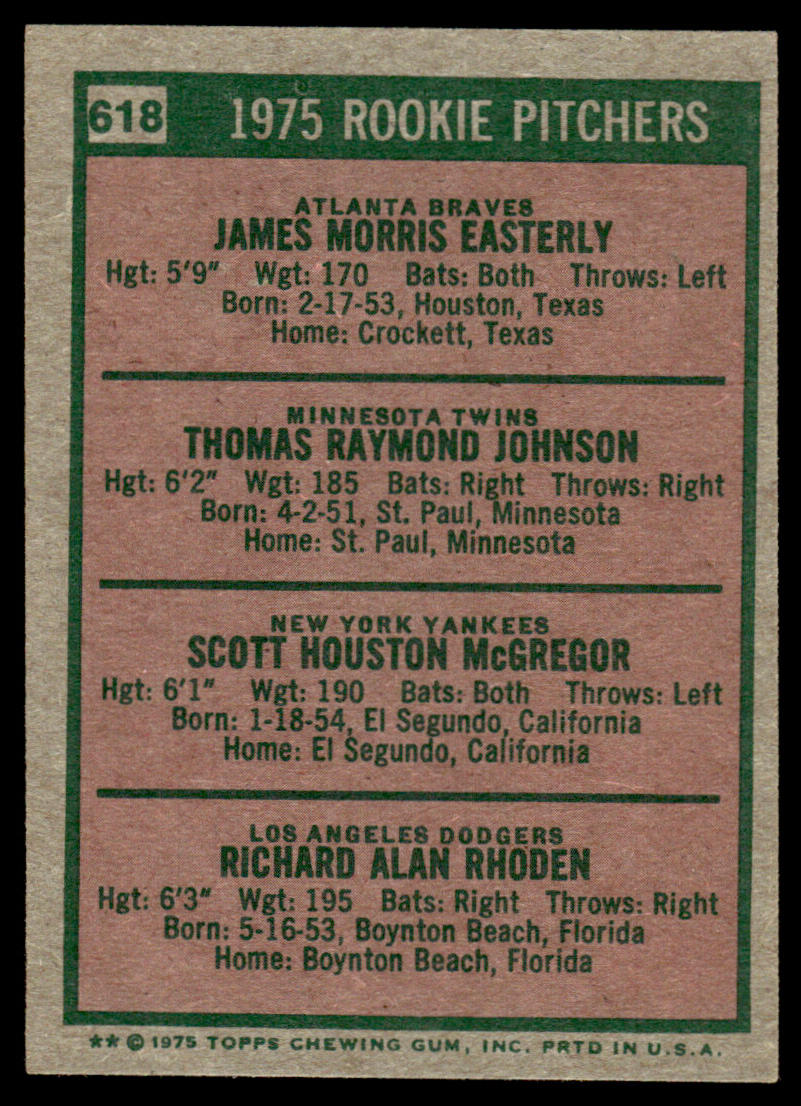 618 1975 ROOKIE PITCHERS
ATLANTA BRAVES
JAMES MORRIS EASTERLY
Hgt: 5'9" Wgt: 170 Bats: Both Throws: Left
Born: 2-17-53, Houston, Texas
Home: Crockett, Texas
MINNESOTA TWINS
THOMAS RAYMOND JOHNSON
Hgt: 6'2" Wgt: 185 Bats: Right Throws: Right
Born: 4-2-51, St. Paul, Minnesota
Home: St. Paul, Minnesota
NEW YORK YANKEES
SCOTT HOUSTON McGREGOR
Hgt: 6'1" Wgt: 190 Bats: Both Throws: Left
Born: 1-18-54, El Segundo, California
Home: El Segundo, California
LOS ANGELES DODGERS
RICHARD ALAN RHODEN
Hgt: 6'3" Wgt: 195 Bats: Right Throws: Right
Born: 5-16-53, Boynton Beach, Florida
Home: Boynton Beach, Florida
** © 1975 TOPPS CHEWING GUM, INC. PRTD IN U.S.A.